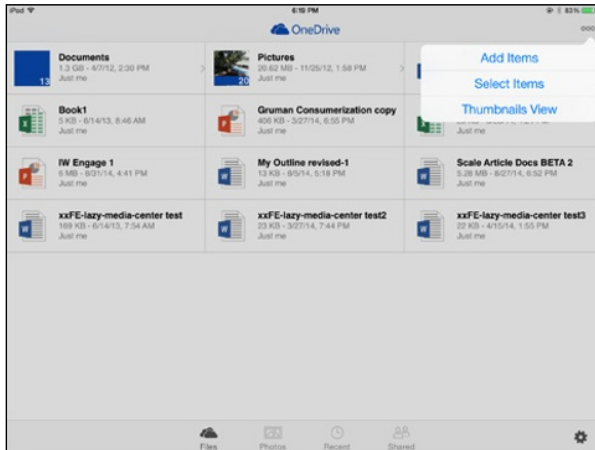 iPad 6:19 PM 83%
OneDrive
Add Items
Select Items
Thumbnails View
Documents
1.3 GB - 4/7/12, 2:30 PM
Just me
13
Pictures
20.62 MB - 11/25/12, 1:58 PM
Just me
20
Book1
5 KB - 6/14/13, 8:46 AM
Just me
Gruman Consumerization copy
406 KB - 3/27/14, 6:55 PM
Just me
Just me
IW Engage 1
6 MB - 8/31/14, 4:41 PM
Just me
My Outline revised-1
13 KB - 8/5/14, 5:18 PM
Just me
Scale Article Docs BETA 2
5.28 MB - 8/27/14, 6:52 PM
Just me
xxFE-lazy-media-center test
169 KB - 6/14/13, 7:54 AM
Just me
xxFE-lazy-media-center test2
23 KB - 3/27/14, 7:44 PM
Just me
xxFE-lazy-media-center test3
22 KB - 4/15/14, 1:55 PM
Just me
Files Photos Recent Shared